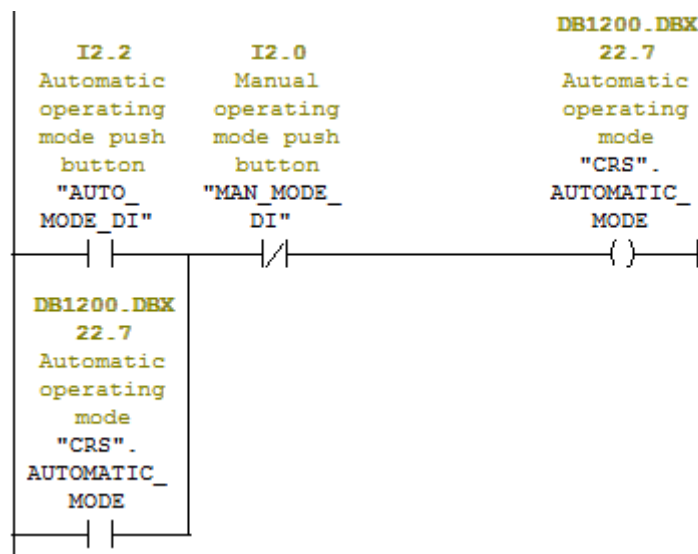 I2.2
Automatic
operating
mode push
button
"AUTO_
MODE_DI"
I2.0
Manual
operating
mode push
button
"MAN_MODE_
DI"
DB1200.DBX
22.7
Automatic
operating
mode
"CRS".
AUTOMATIC_
MODE
DB1200.DBX
22.7
Automatic
operating
mode
"CRS".
AUTOMATIC_
MODE